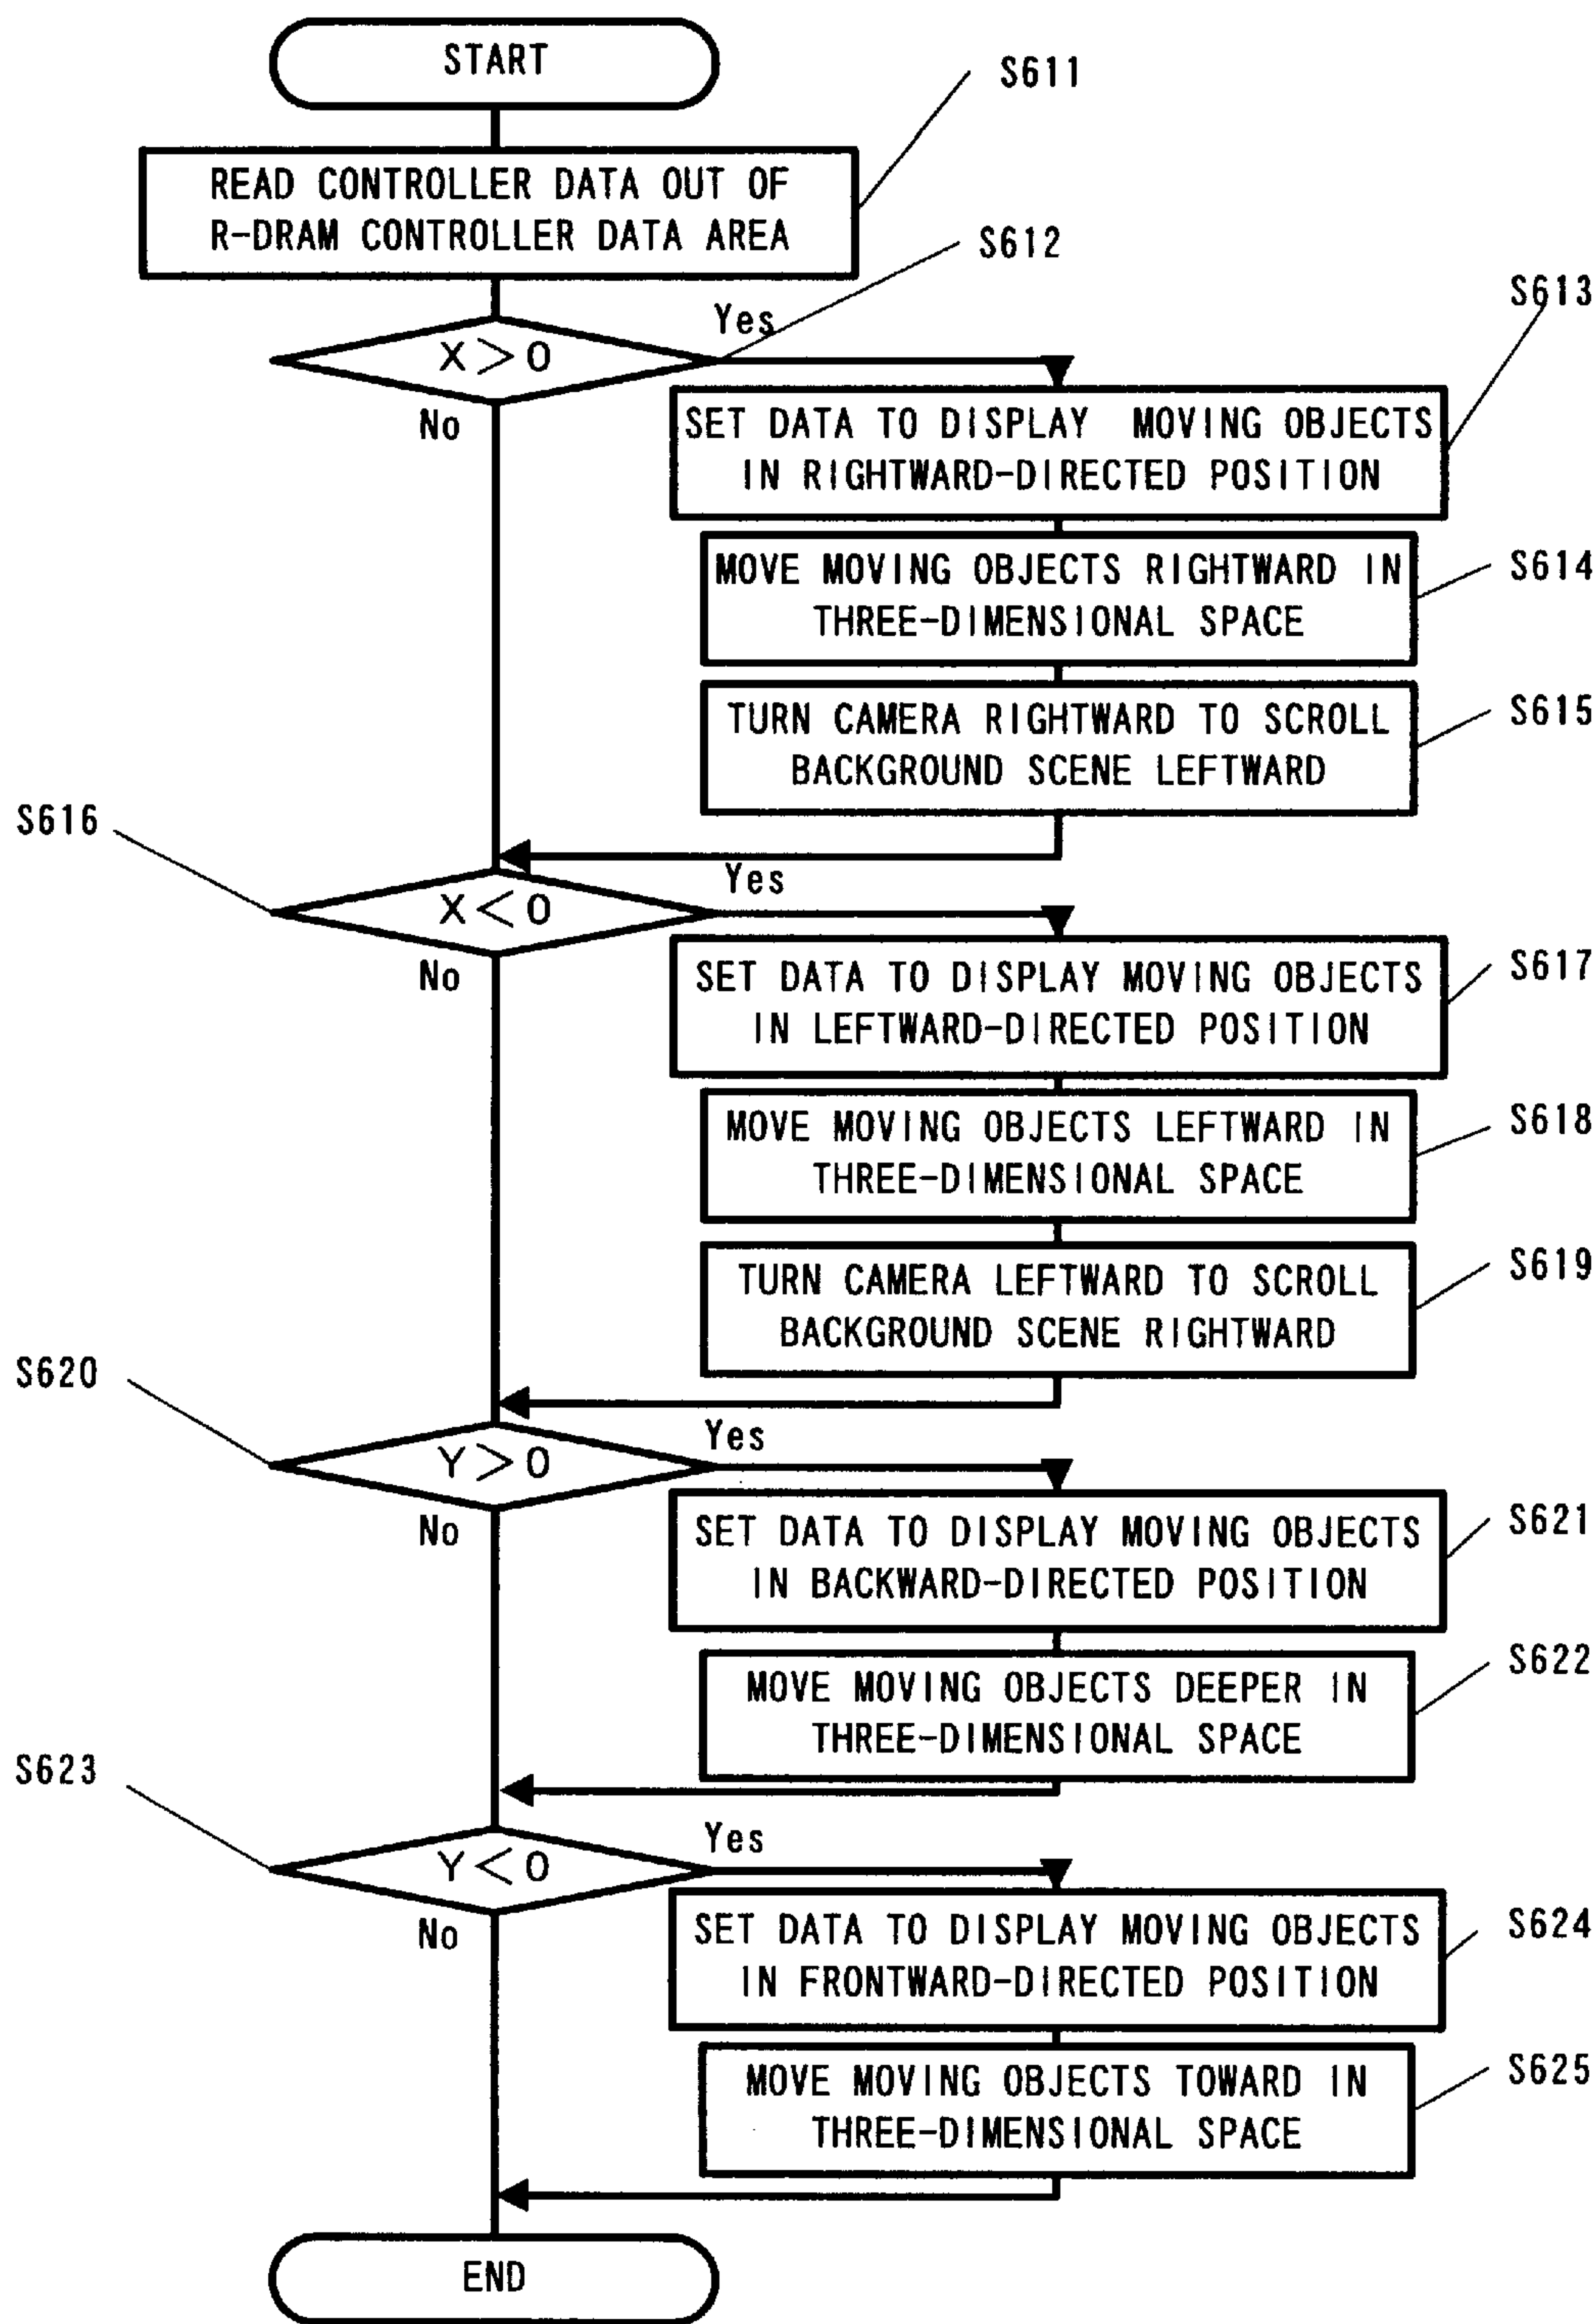 START
S611
READ CONTROLLER DATA OUT OF
R-DRAM CONTROLLER DATA AREA
S612
S613
Yes
X>0
No
SET DATA TO DISPLAY MOVING OBJECTS
IN RIGHTWARD-DIRECTED POSITION
MOVE MOVING OBJECTS RIGHTWARD IN
THREE-DIMENSIONAL SPACE
S614
TURN CAMERA RIGHTWARD TO SCROLL
BACKGROUND SCENE LEFTWARD
S615
S616
Yes
X<0
No
SET DATA TO DISPLAY MOVING OBJECTS
IN LEFTWARD-DIRECTED POSITION
S617
MOVE MOVING OBJECTS LEFTWARD IN
THREE-DIMENSIONAL SPACE
S618
TURN CAMERA LEFTWARD TO SCROLL
BACKGROUND SCENE RIGHTWARD
S619
S620
Yes
Y>0
No
SET DATA TO DISPLAY MOVING OBJECTS
IN BACKWARD-DIRECTED POSITION
S621
MOVE MOVING OBJECTS DEEPER IN
THREE-DIMENSIONAL SPACE
S622
S623
Yes
Y<0
No
SET DATA TO DISPLAY MOVING OBJECTS
IN FRONTWARD-DIRECTED POSITION
S624
MOVE MOVING OBJECTS TOWARD IN
THREE-DIMENSIONAL SPACE
S625
END